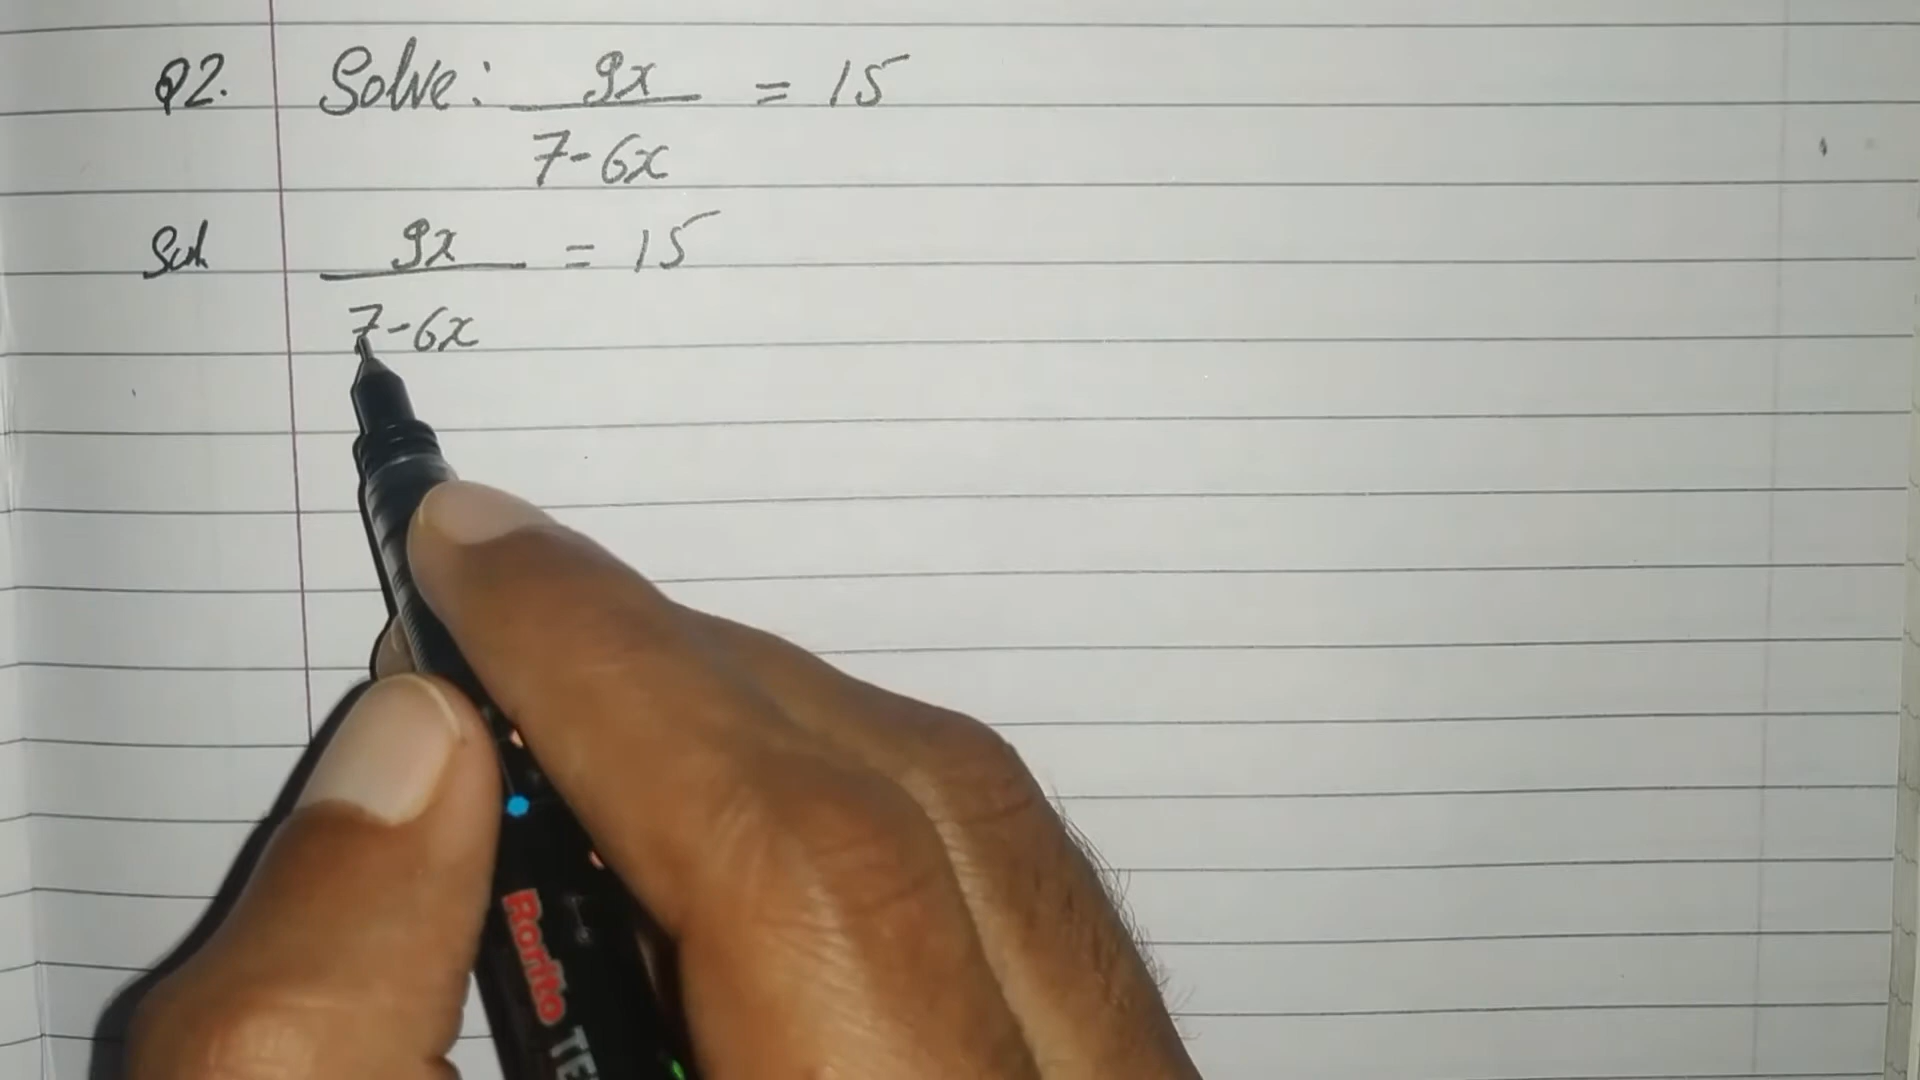 Q2. Solve: 9x / 7-6x = 15
Sol 9x / 7-6x = 15
Rorito